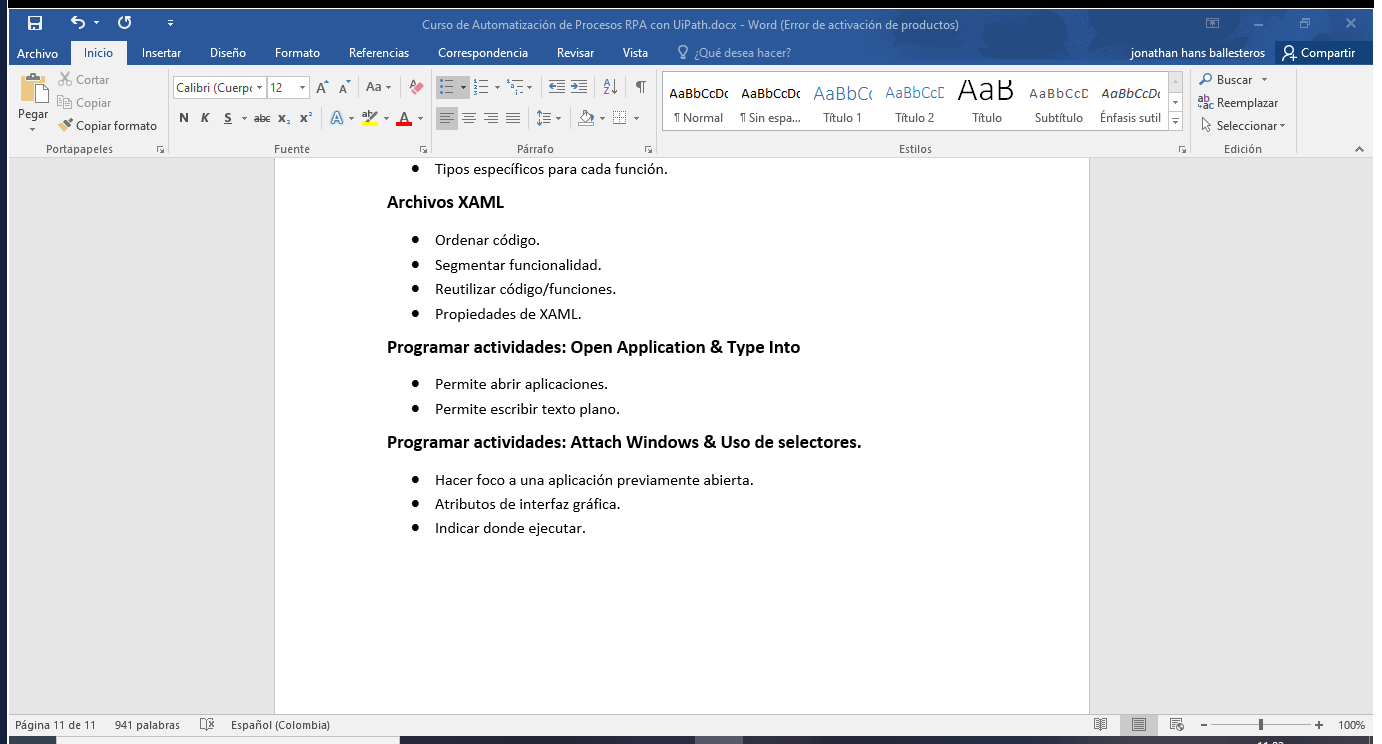 Curso de Automatización de Procesos RPA con UiPath.docx - Word (Error de activación de productos)
Archivo Inicio Insertar Diseño Formato Referencias Correspondencia Revisar Vista ¿Qué desea hacer? jonathan hans ballesteros Compartir
Pegar
Cortar
Copiar
Copiar formato
Portapapeles
Calibri (Cuerpo 12
Aa
N K S abc x₂ x²
A aby A
Fuente
Párrafo
AaBbCcDc AaBbCcDc AaBbCc AaBbCcD AaB AaBbCcD AaBbCcDc
¶ Normal ¶ Sin espa... Título 1 Título 2 Título Subtítulo Énfasis sutil
Estilos
Buscar
Reemplazar
Seleccionar
Edición
• Tipos específicos para cada función.
Archivos XAML
• Ordenar código.
• Segmentar funcionalidad.
• Reutilizar código/funciones.
• Propiedades de XAML.
Programar actividades: Open Application & Type Into
• Permite abrir aplicaciones.
• Permite escribir texto plano.
Programar actividades: Attach Windows & Uso de selectores.
• Hacer foco a una aplicación previamente abierta.
• Atributos de interfaz gráfica.
• Indicar donde ejecutar.
Página 11 de 11 941 palabras Español (Colombia) 100%